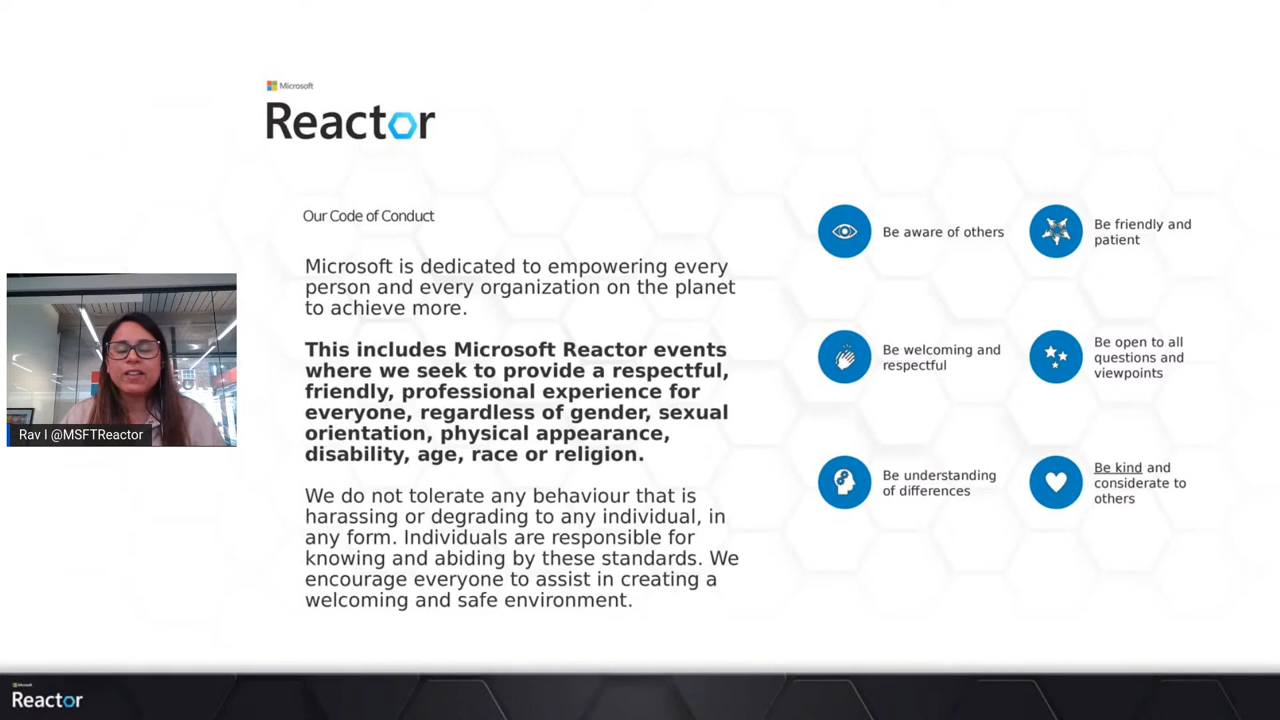 Microsoft
Reactor
Our Code of Conduct
Microsoft is dedicated to empowering every
person and every organization on the planet
to achieve more.
This includes Microsoft Reactor events
where we seek to provide a respectful,
friendly, professional experience for
everyone, regardless of gender, sexual
orientation, physical appearance,
disability, age, race or religion.
We do not tolerate any behaviour that is
harassing or degrading to any individual, in
any form. Individuals are responsible for
knowing and abiding by these standards. We
encourage everyone to assist in creating a
welcoming and safe environment.
Be aware of others
Be friendly and
patient
Be welcoming and
respectful
Be open to all
questions and
viewpoints
Be understanding
of differences
Be kind and
considerate to
others
Rav I @MSFTReactor
Microsoft
Reactor